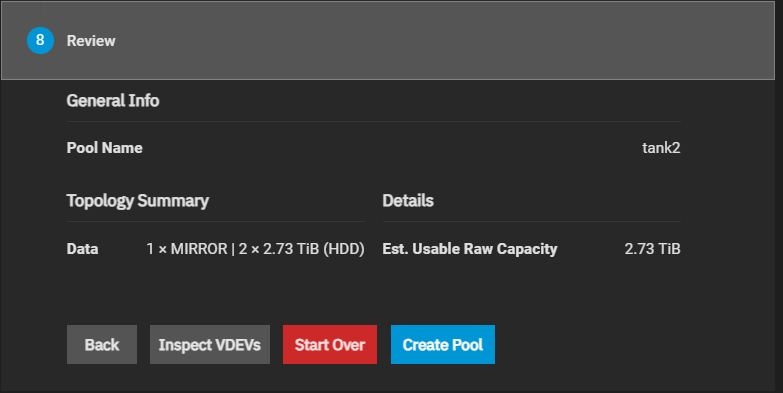 8 Review
General Info
Pool Name tank2
Topology Summary Details
Data 1 × MIRROR | 2 × 2.73 TiB (HDD) Est. Usable Raw Capacity 2.73 TiB
Back Inspect VDEVs Start Over Create Pool